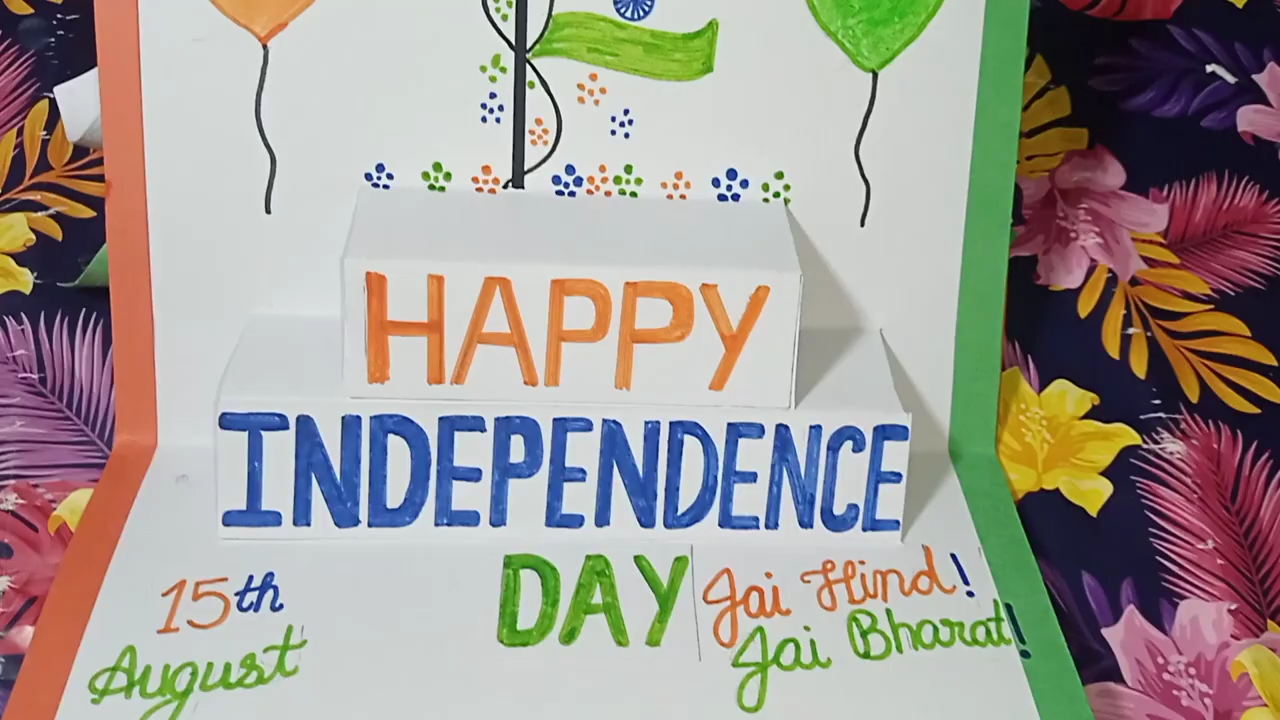 HAPPY
INDEPENDENCE
DAY
15th
August
Jai Hind!
Jai Bharat!